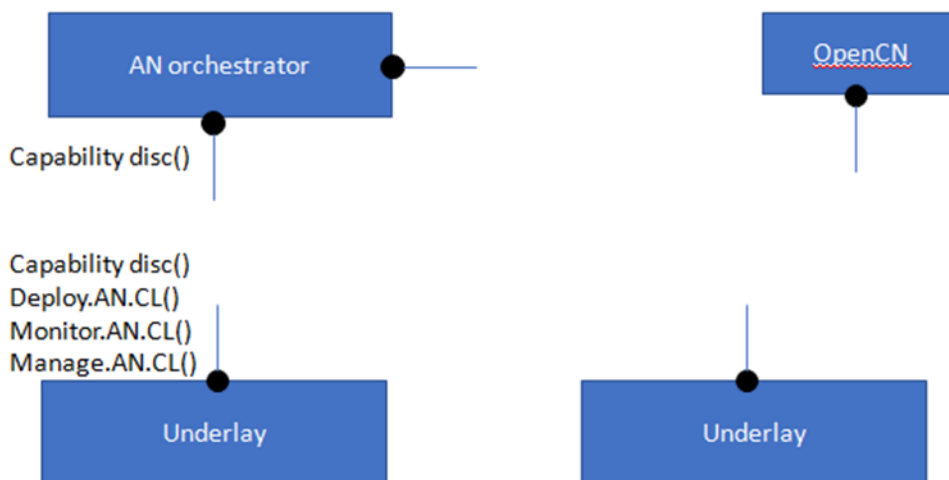 AN orchestrator
OpenCN
Capability disc()
Capability disc()
Deploy.AN.CL()
Monitor.AN.CL()
Manage.AN.CL()
Underlay
Underlay